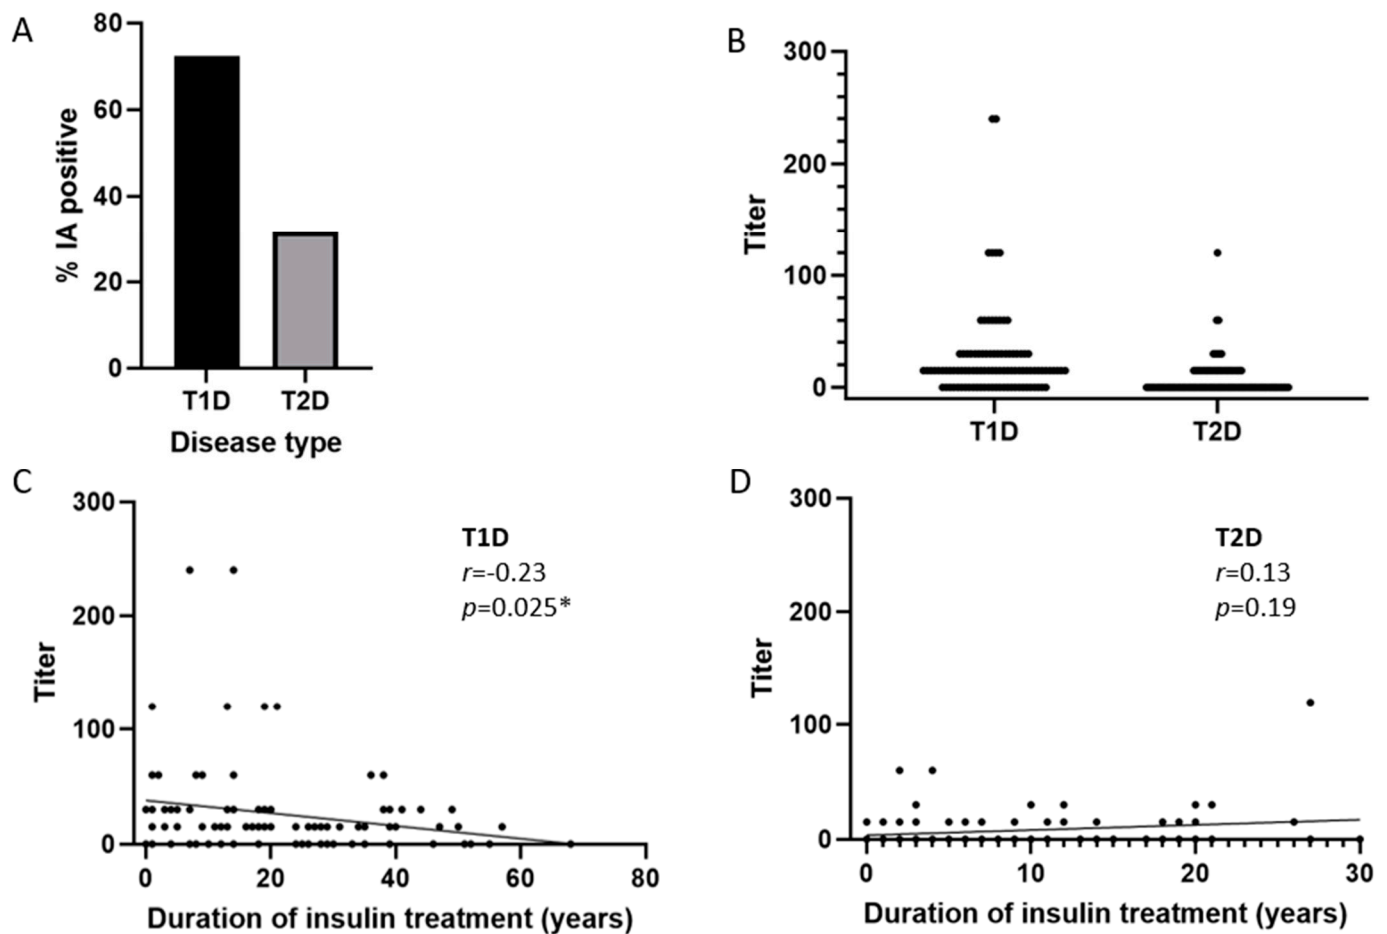 A
80
60
40
20
0
% IA positive
T1D T2D
Disease type
B
300
200
100
0
Titer
T1D T2D
C
300
200
100
0
Titer
T1D
r=-0.23
p=0.025*
0 20 40 60 80
Duration of insulin treatment (years)
D
300
200
100
0
Titer
T2D
r=0.13
p=0.19
0 10 20 30
Duration of insulin treatment (years)